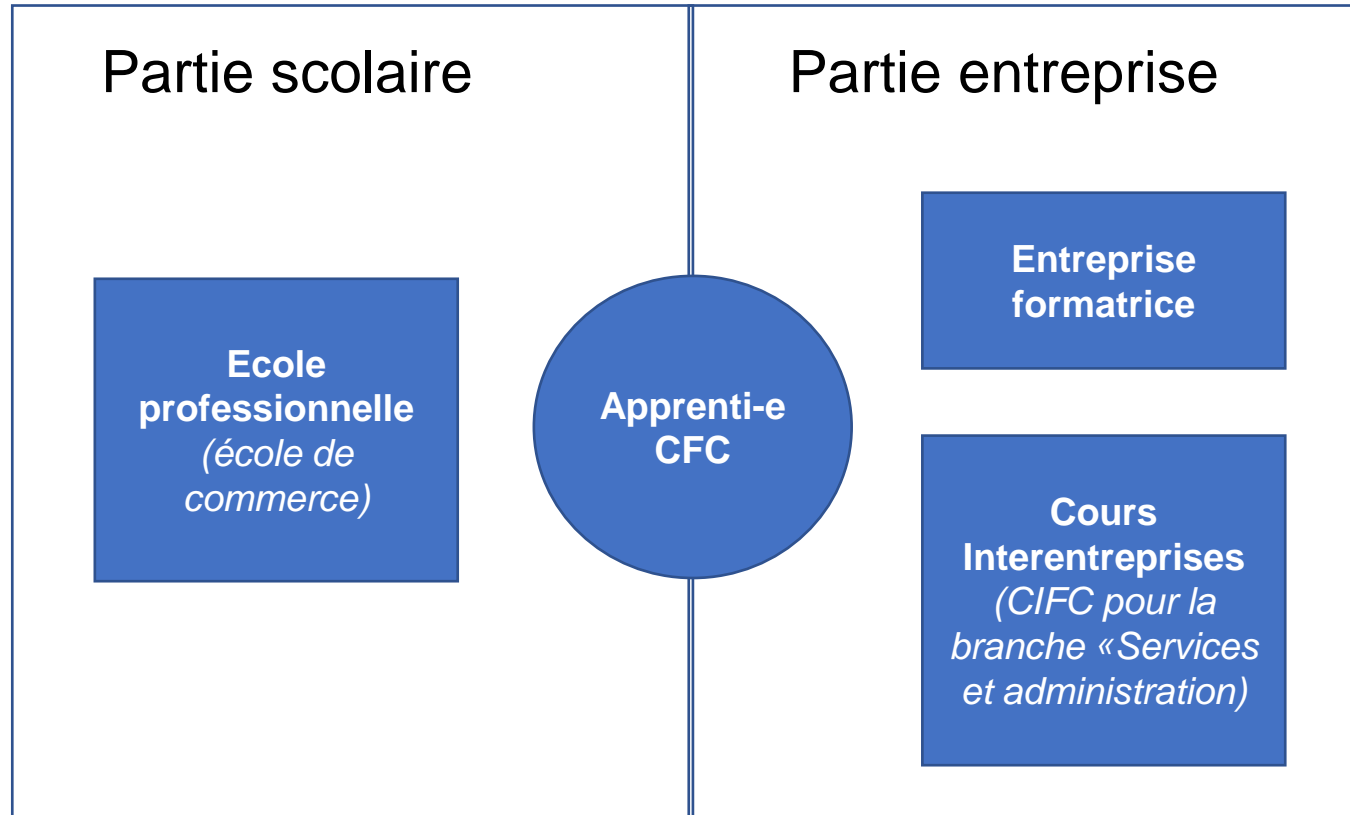 Partie scolaire
Partie entreprise
Ecole
professionnelle
(école de
commerce)
Apprenti-e
CFC
Entreprise
formatrice
Cours
Interentreprises
(CIFC pour la
branche «Services
et administration)